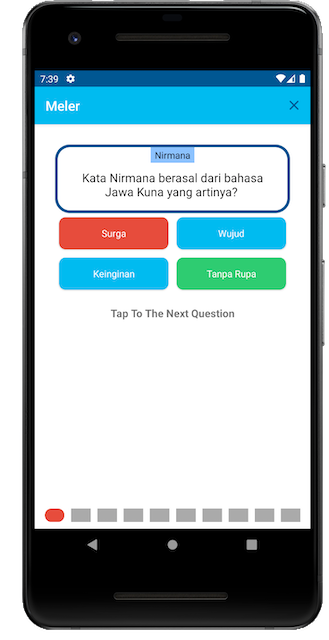 7:39
Meler
Nirmana
Kata Nirmana berasal dari bahasa
Jawa Kuna yang artinya?
Surga
Wujud
Keinginan
Tanpa Rupa
Tap To The Next Question